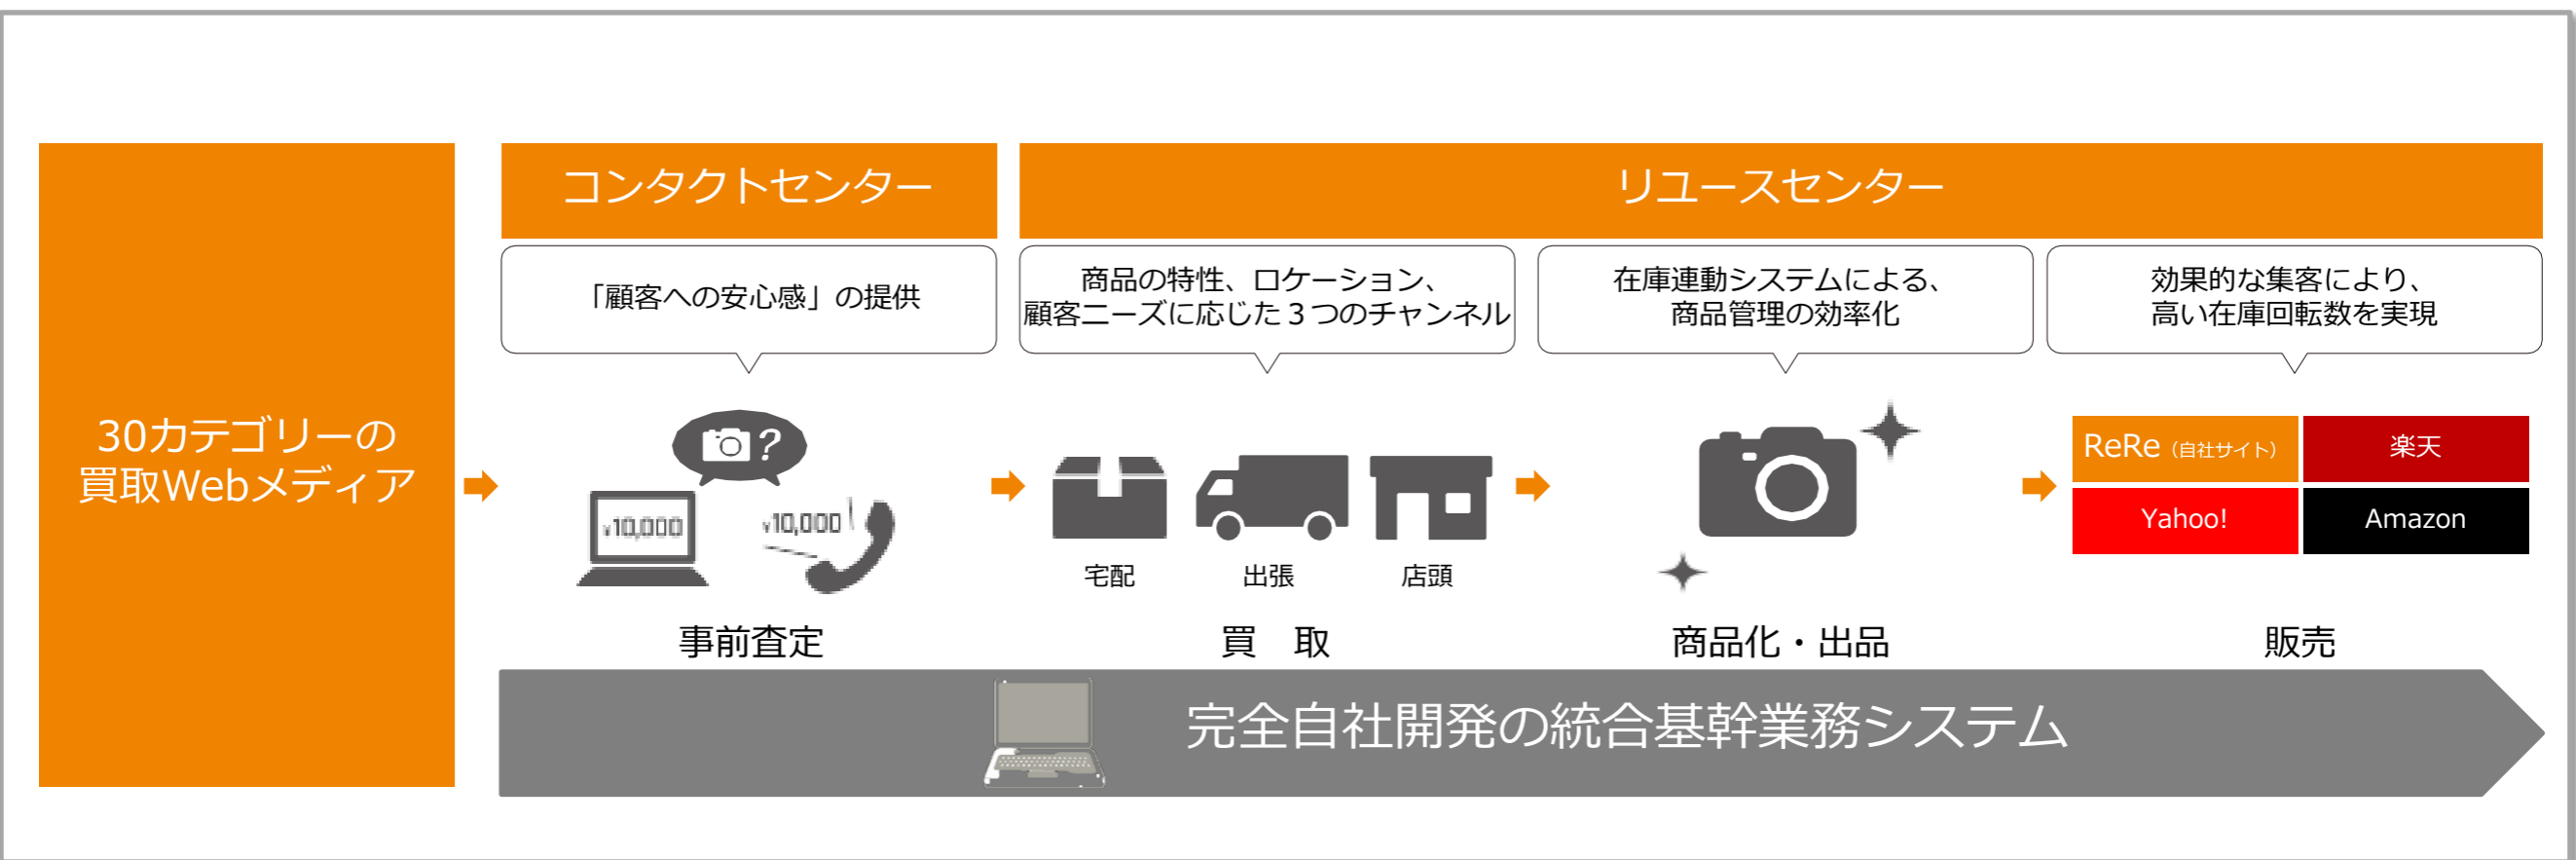 30カテゴリーの
買取Webメディア
コンタクトセンター
リユースセンター
「顧客への安心感」の提供
商品の特性、ロケーション、
顧客ニーズに応じた３つのチャンネル
在庫連動システムによる、
商品管理の効率化
効果的な集客により、
高い在庫回転数を実現
?
¥10,000
¥10,000
宅配
出張
店頭
ReRe（自社サイト）
楽天
Yahoo!
Amazon
事前査定
買　取
商品化・出品
販売
完全自社開発の統合基幹業務システム